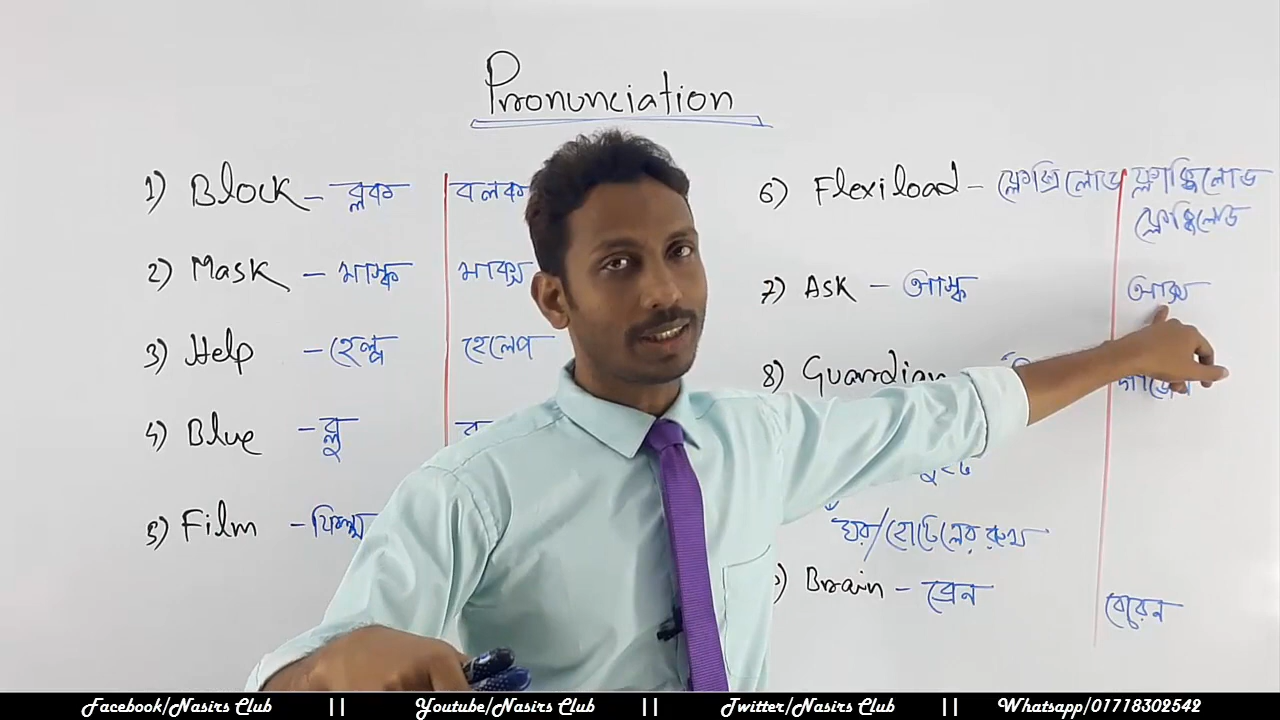 Pronunciation
1) Block – ব্লক বলক
2) Mask – মাস্ক মাক্স
3) Help – হেল্প হেলেপ
4) Blue – ব্লু
5) Film – ফিল্ম
6) Flexiload – ফ্লেক্সিলোড ফ্লাক্সিলোড
ফ্লেক্সিলোড
7) Ask – আস্ক আক্স
8) Guardian গার্জেন
ঘর/হোটেলের রুম
Brain – ব্রেন বেরেন
Facebook/Nasirs Club || Youtube/Nasirs Club || Twitter/Nasirs Club || Whatsapp/01718302542